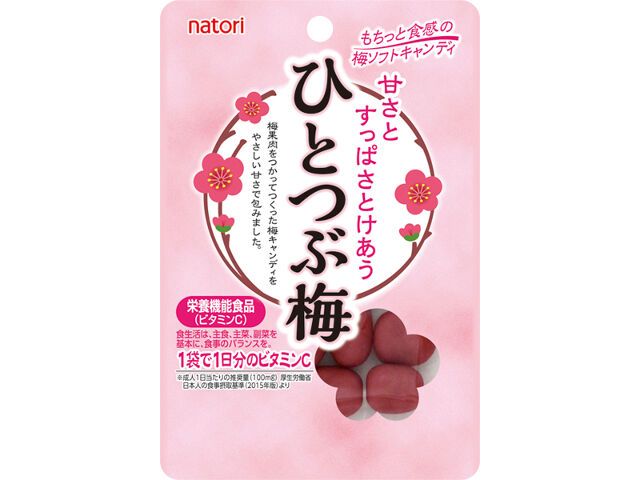 natori
もちっと食感の
梅ソフトキャンディ
甘さと
すっぱさとけあう
ひとつぶ梅
梅果肉をつかってつくった梅キャンディを
やさしい甘さで包みました。
栄養機能食品
(ビタミンC)
食生活は、主食、主菜、副菜を
基本に、食事のバランスを。
1袋で1日分のビタミンC
※成人1日当たりの推奨量(100mg) 厚生労働省
日本人の食事摂取基準(2015年版)より